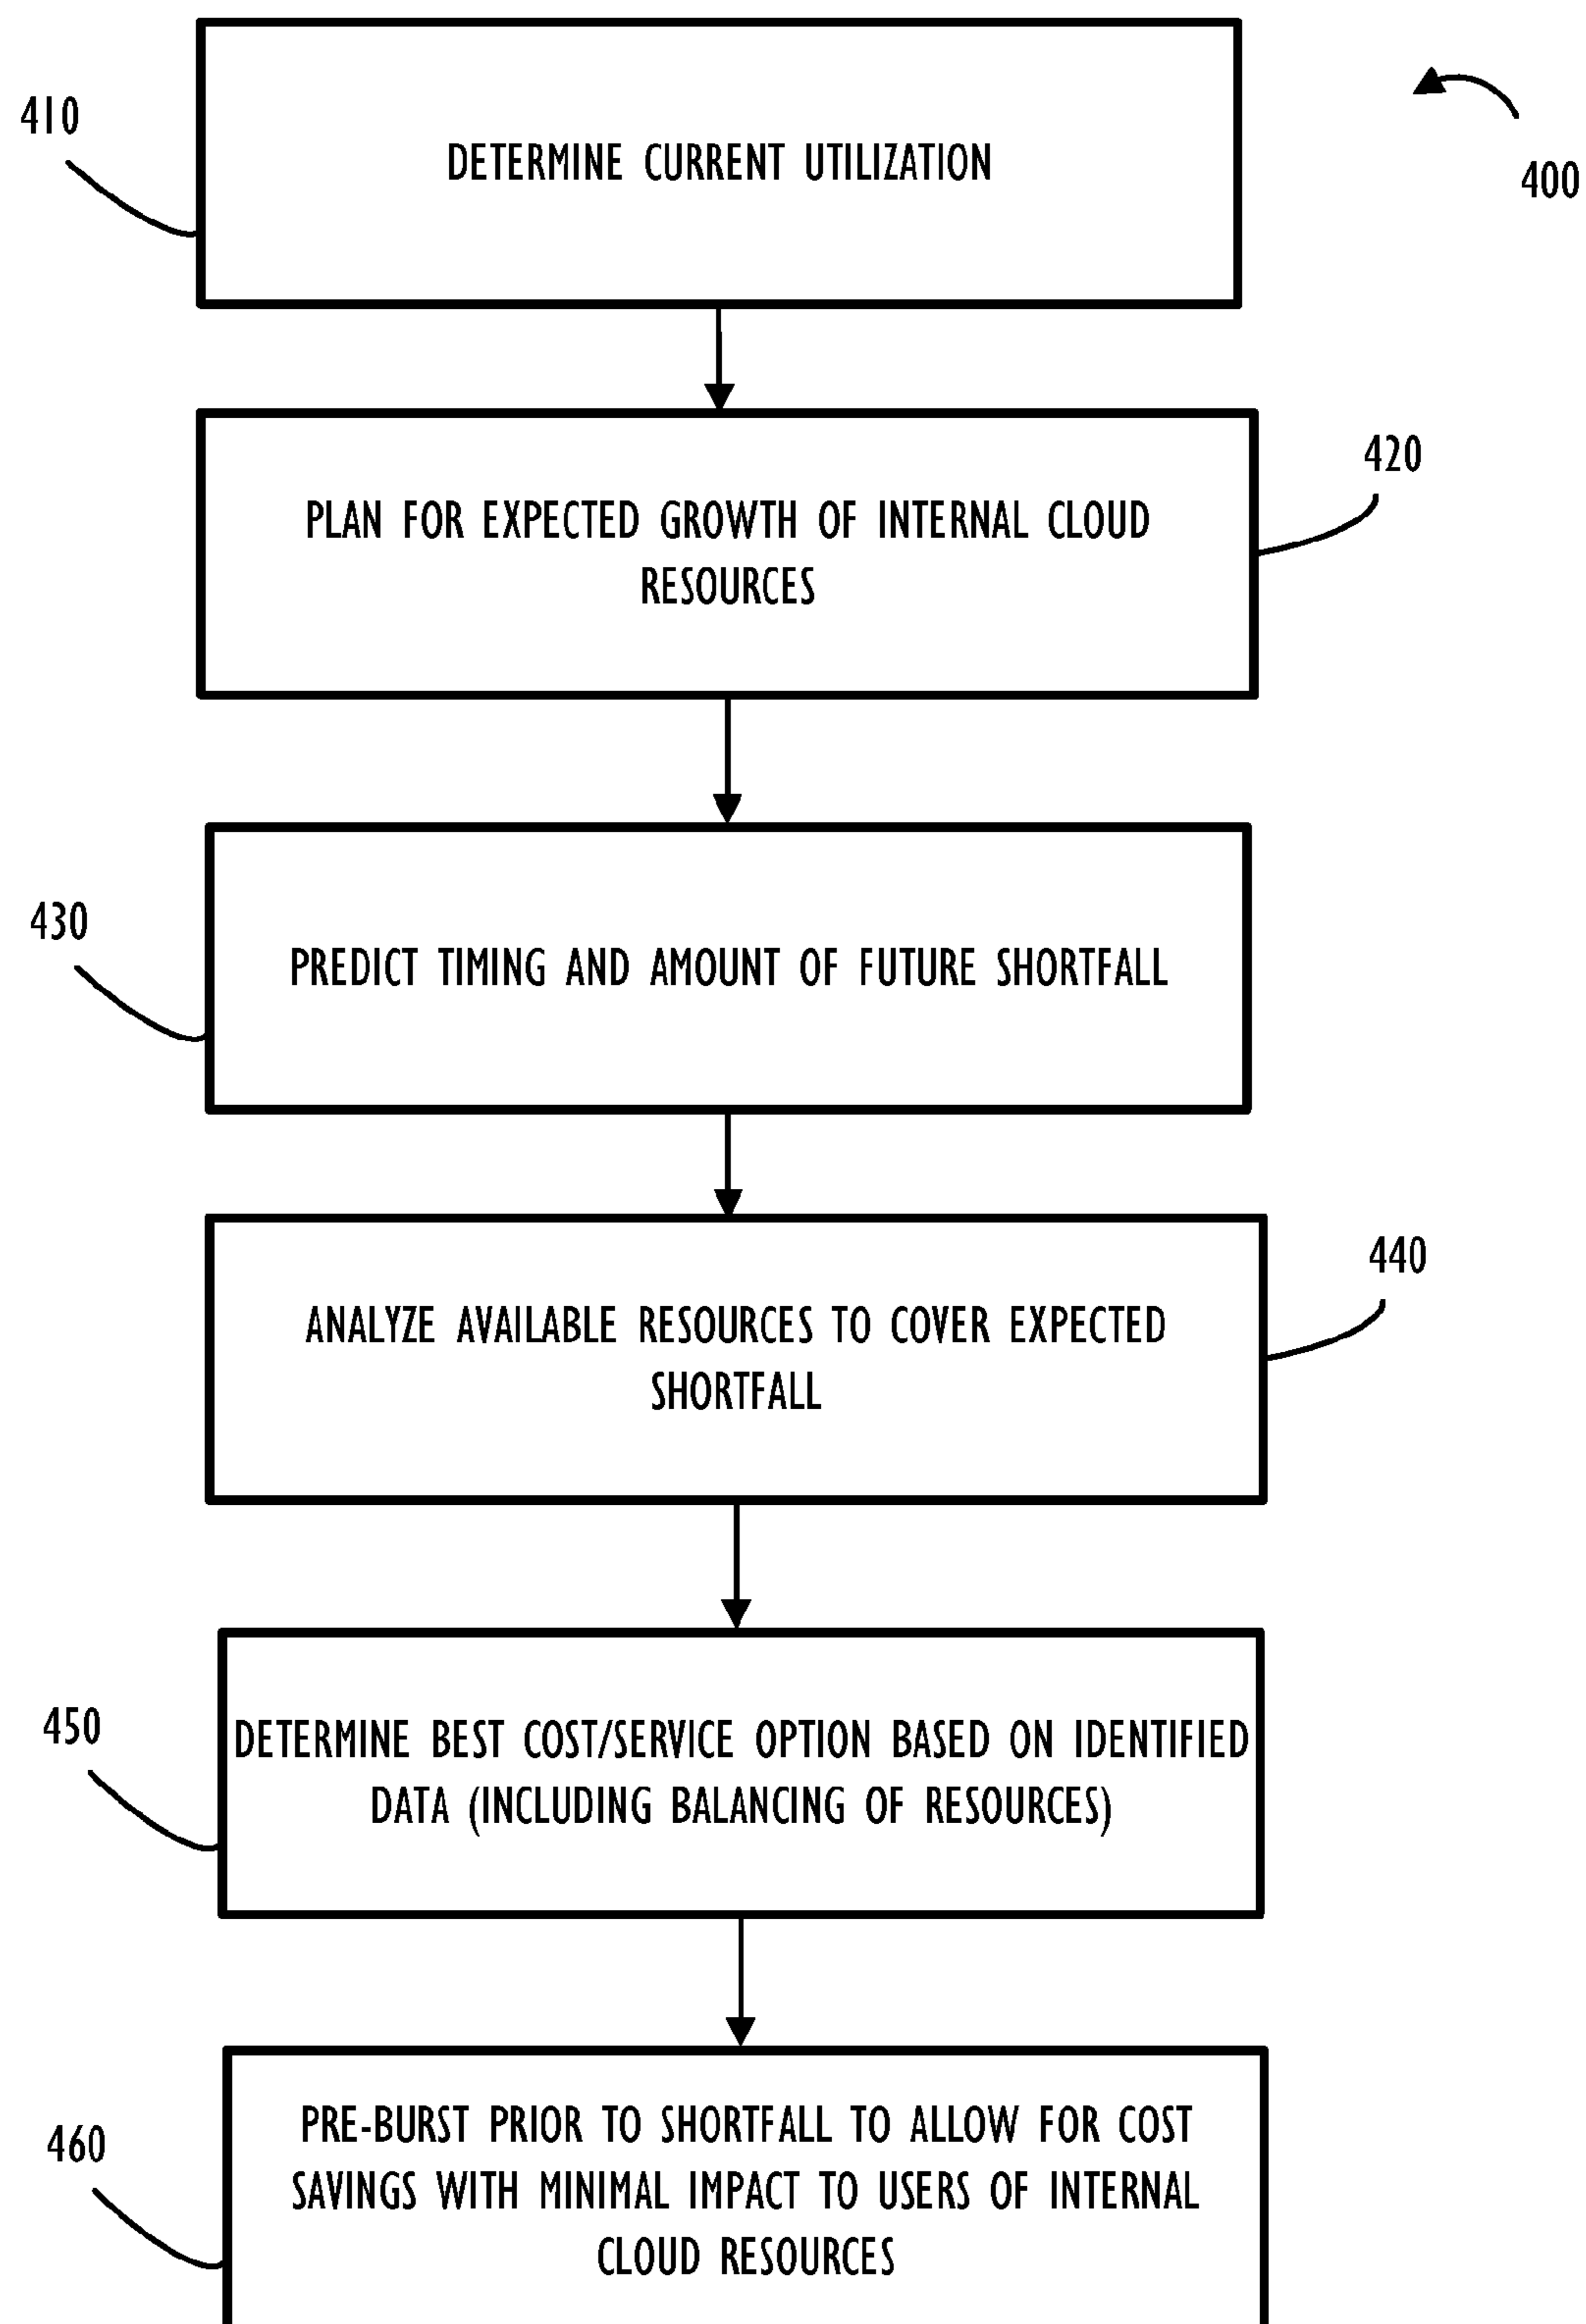 410
DETERMINE CURRENT UTILIZATION
400
PLAN FOR EXPECTED GROWTH OF INTERNAL CLOUD
RESOURCES
420
430
PREDICT TIMING AND AMOUNT OF FUTURE SHORTFALL
ANALYZE AVAILABLE RESOURCES TO COVER EXPECTED
SHORTFALL
440
450
DETERMINE BEST COST/SERVICE OPTION BASED ON IDENTIFIED
DATA (INCLUDING BALANCING OF RESOURCES)
460
PRE-BURST PRIOR TO SHORTFALL TO ALLOW FOR COST
SAVINGS WITH MINIMAL IMPACT TO USERS OF INTERNAL
CLOUD RESOURCES